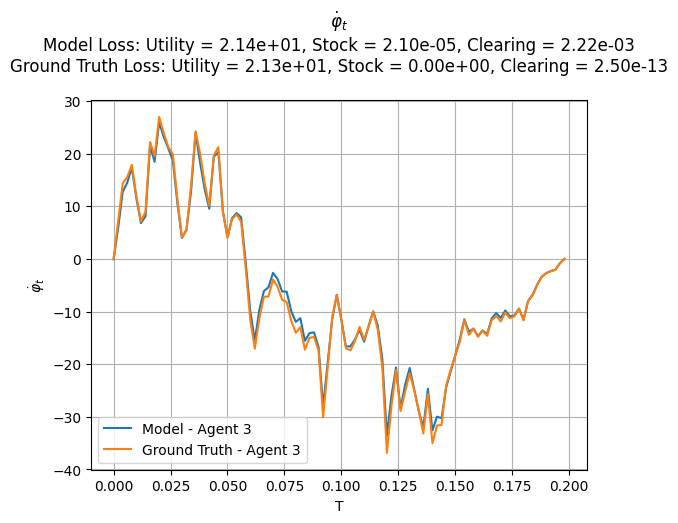 φ̇_t
Model Loss: Utility = 2.14e+01, Stock = 2.10e-05, Clearing = 2.22e-03
Ground Truth Loss: Utility = 2.13e+01, Stock = 0.00e+00, Clearing = 2.50e-13
30
20
10
0
−10
−20
−30
−40
φ̇_t
Model - Agent 3
Ground Truth - Agent 3
0.000 0.025 0.050 0.075 0.100 0.125 0.150 0.175 0.200
T